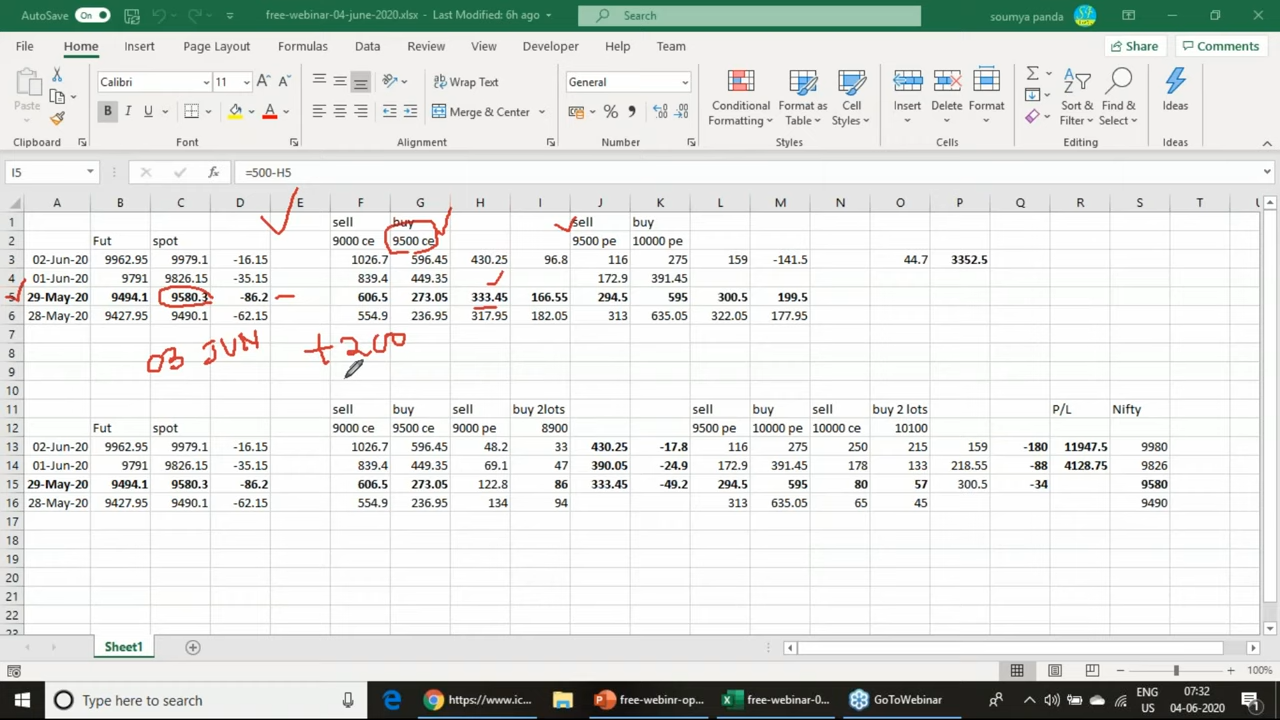 AutoSave On free-webinar-04-june-2020.xlsx - Last Modified: 6h ago Search soumya panda
File Home Insert Page Layout Formulas Data Review View Developer Help Team Share Comments
Paste Calibri 11 Wrap Text General Conditional Formatting Format as Table Cell Styles Insert Delete Format Sort & Filter Find & Select Ideas
B I U Merge & Center
Clipboard Font Alignment Number Styles Cells Editing Ideas
I5 fx =500-H5
A B C D E F G H I J K L M N O P Q R S T U
1 sell buy sell buy
2 Fut spot 9000 ce 9500 ce 9500 pe 10000 pe
3 02-Jun-20 9962.95 9979.1 -16.15 1026.7 596.45 430.25 96.8 116 275 159 -141.5 44.7 3352.5
4 01-Jun-20 9791 9826.15 -35.15 839.4 449.35 172.9 391.45
5 29-May-20 9494.1 9580.3 -86.2 606.5 273.05 333.45 166.55 294.5 595 300.5 199.5
6 28-May-20 9427.95 9490.1 -62.15 554.9 236.95 317.95 182.05 313 635.05 322.05 177.95
7
8 03 JUN +200
9
10
11 sell buy sell buy 2lots sell buy sell buy 2 lots P/L Nifty
12 Fut spot 9000 ce 9500 ce 9000 pe 8900 9500 pe 10000 pe 10000 ce 10100
13 02-Jun-20 9962.95 9979.1 -16.15 1026.7 596.45 48.2 33 430.25 -17.8 116 275 250 215 159 -180 11947.5 9980
14 01-Jun-20 9791 9826.15 -35.15 839.4 449.35 69.1 47 390.05 -24.9 172.9 391.45 178 133 218.55 -88 4128.75 9826
15 29-May-20 9494.1 9580.3 -86.2 606.5 273.05 122.8 86 333.45 -49.2 294.5 595 80 57 300.5 -34 9580
16 28-May-20 9427.95 9490.1 -62.15 554.9 236.95 134 94 313 635.05 65 45 9490
17
18
19
20
21
22
23
Sheet1
100%
Type here to search https://www.ic... free-webinr-op... free-webinar-0... GoToWebinar ENG 07:32
US 04-06-2020